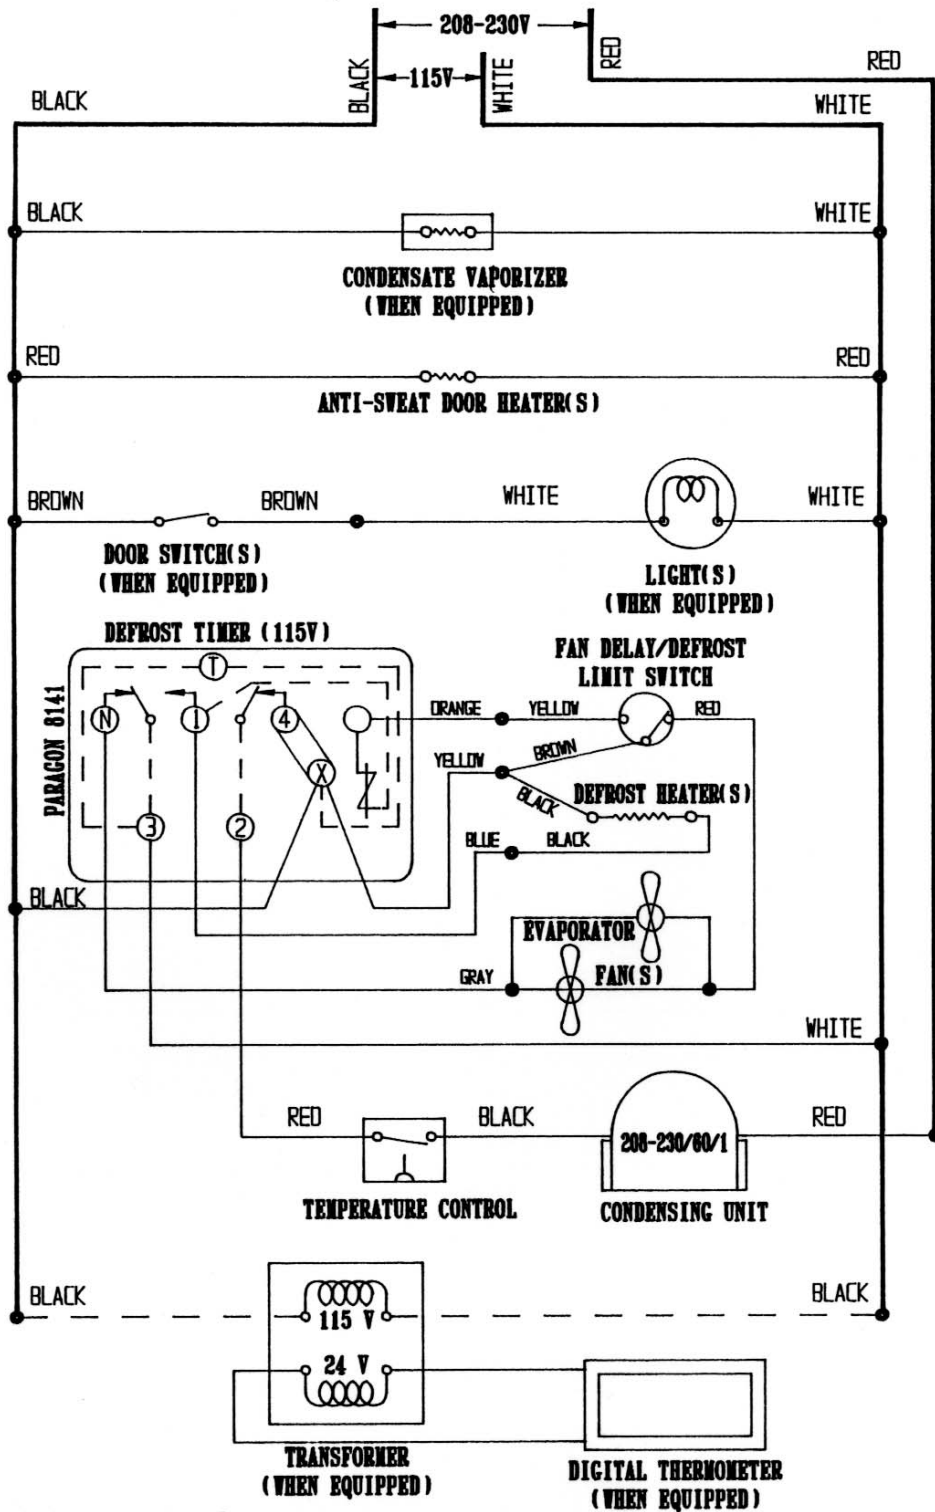 208-230V
BLACK
115V
WHITE
RED
RED
BLACK
WHITE
BLACK
WHITE
CONDENSATE VAPORIZER
(WHEN EQUIPPED)
RED
RED
ANTI-SWEAT DOOR HEATER(S)
BROWN
BROWN
WHITE
WHITE
DOOR SWITCH(S)
(WHEN EQUIPPED)
LIGHT(S)
(WHEN EQUIPPED)
DEFROST TIMER (115V)
FAN DELAY/DEFROST
LIMIT SWITCH
PARAGON 8141
T
N
1
4
ORANGE
YELLOW
RED
X
YELLOW
BROWN
BLACK
DEFROST HEATER(S)
3
2
BLUE
BLACK
BLACK
EVAPORATOR
FAN(S)
GRAY
WHITE
RED
BLACK
208-230/60/1
RED
TEMPERATURE CONTROL
CONDENSING UNIT
BLACK
115 V
BLACK
24 V
TRANSFORMER
(WHEN EQUIPPED)
DIGITAL THERMOMETER
(WHEN EQUIPPED)